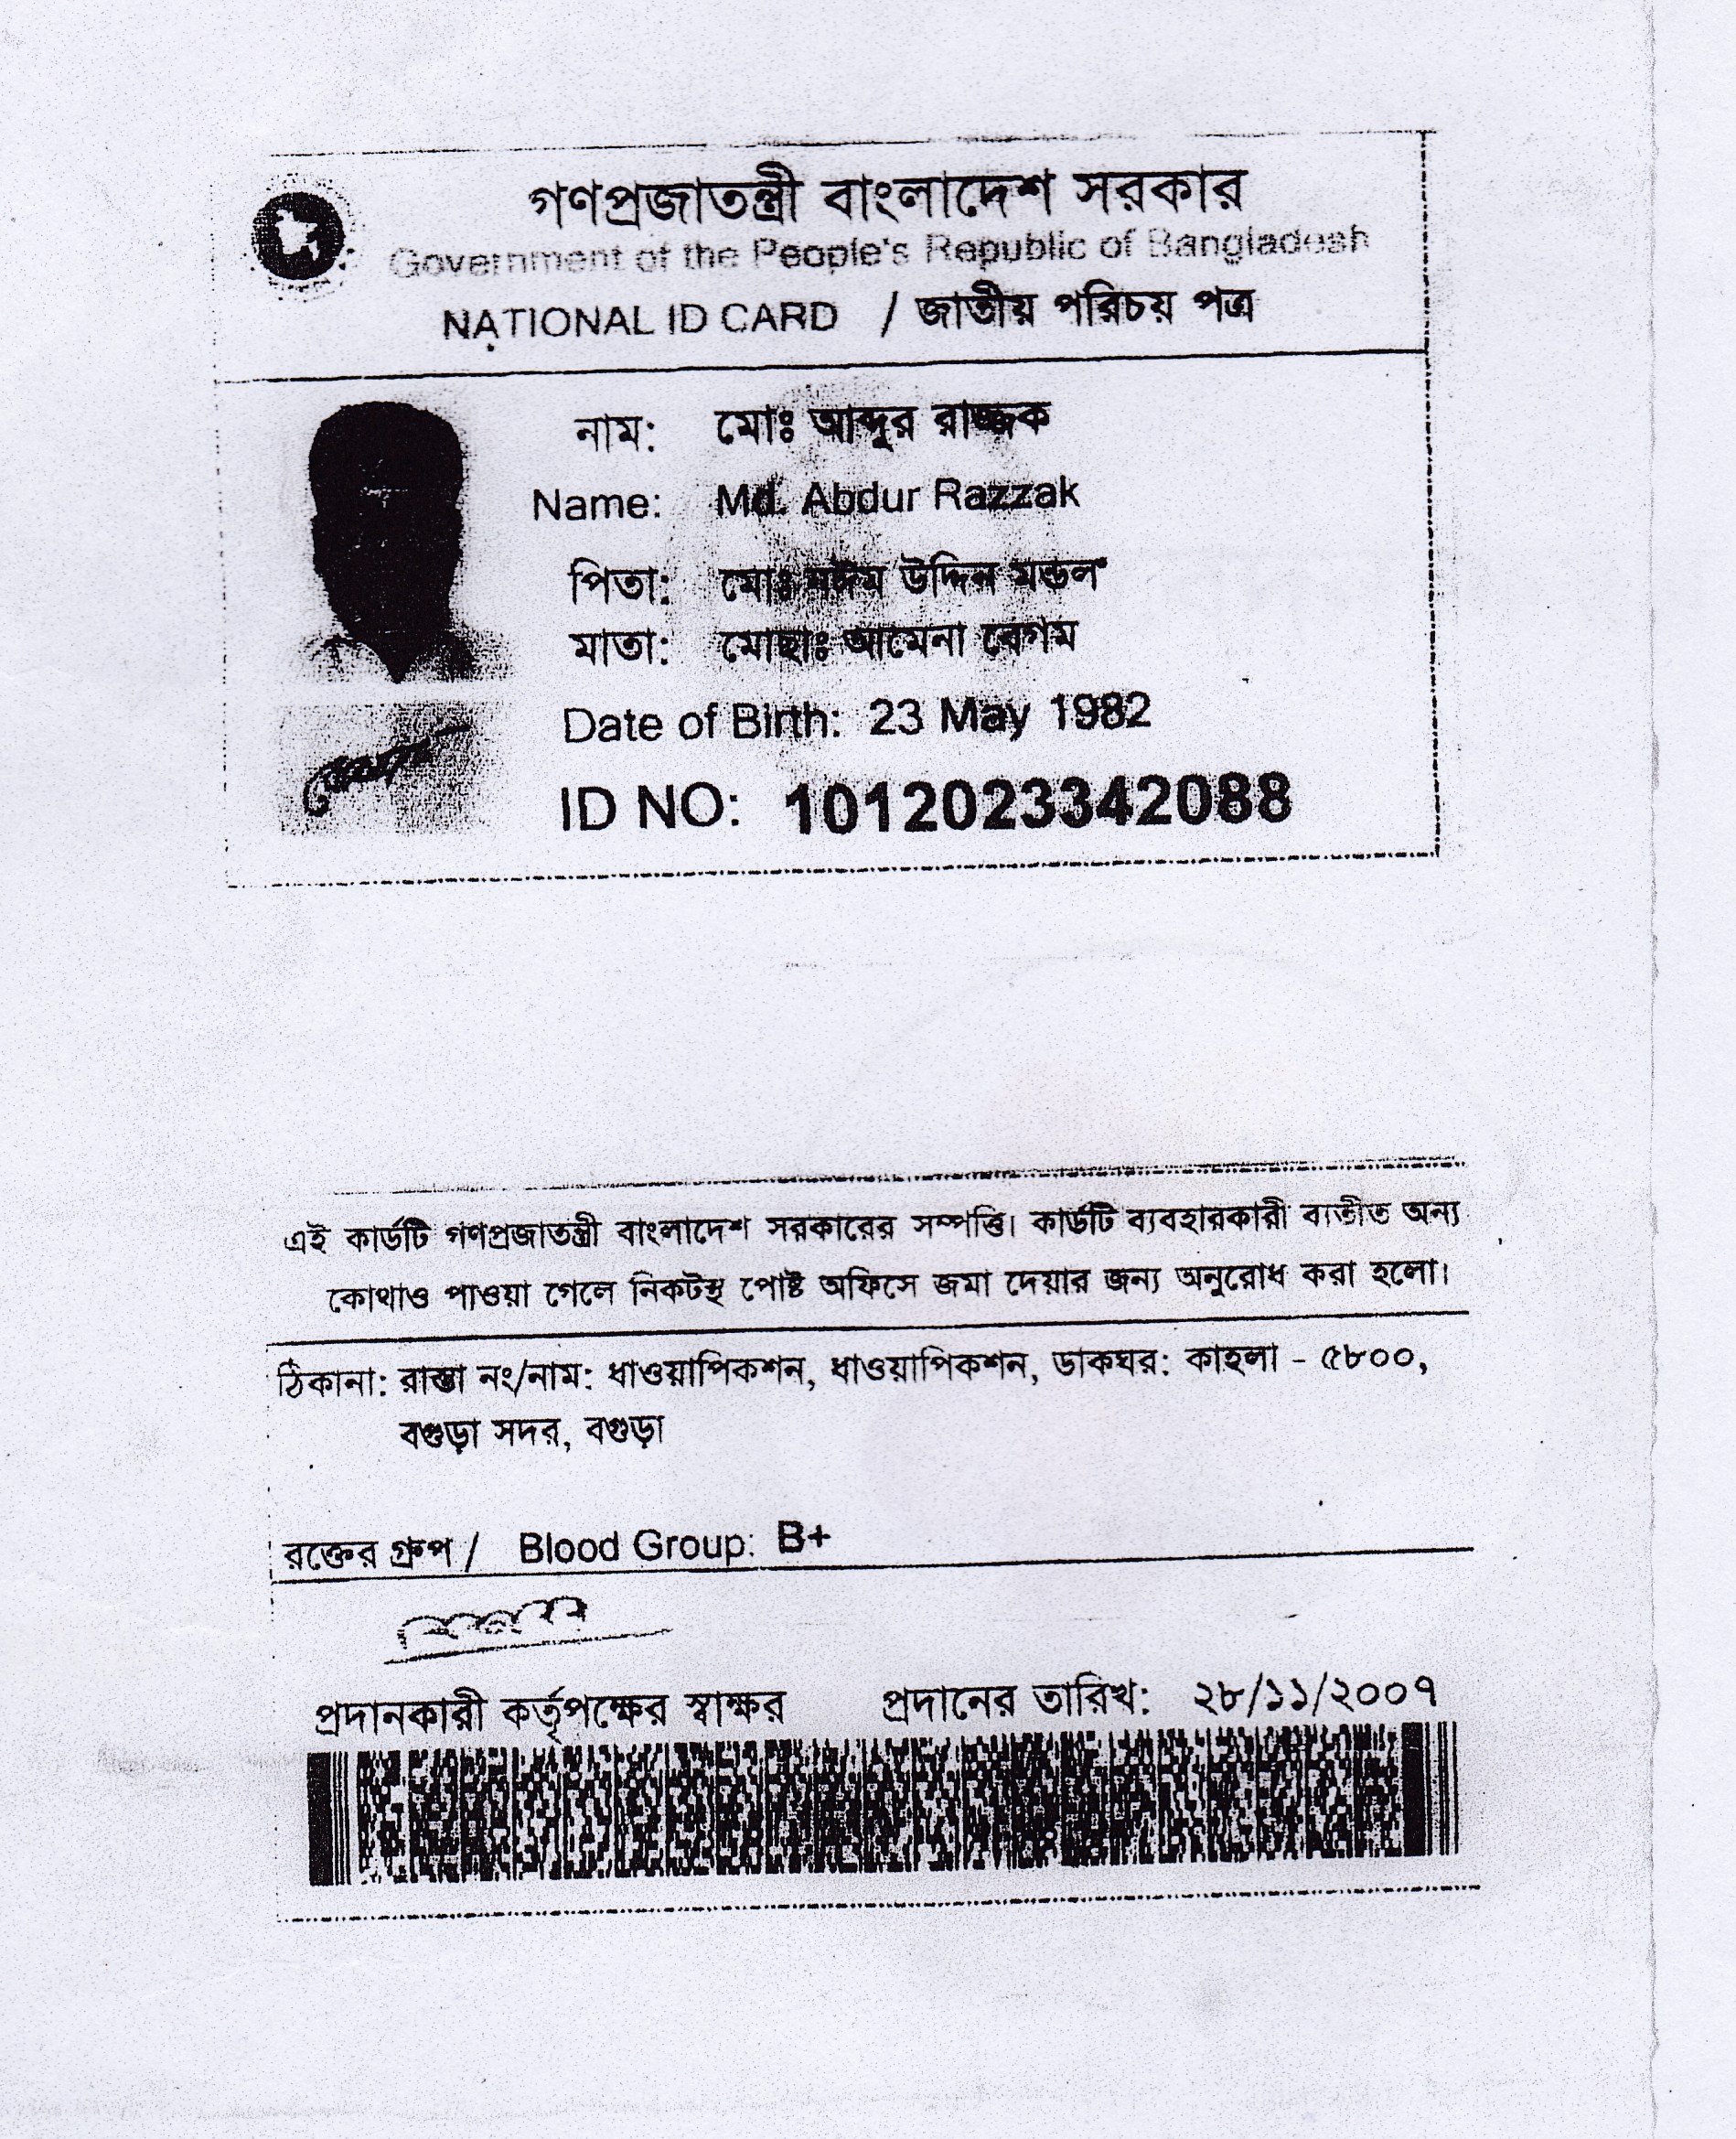 গণপ্রজাতন্ত্রী বাংলাদেশ সরকার
Government of the People's Republic of Bangladesh
NATIONAL ID CARD / জাতীয় পরিচয় পত্র
নাম: মোঃ আব্দুর রাজ্জক
Name: Md. Abdur Razzak
পিতা: মোঃ উদ্দিন মন্ডল
মাতা: মোছাঃ আমেনা বেগম
Date of Birth: 23 May 1982
ID NO: 1012023342088
এই কার্ডটি গণপ্রজাতন্ত্রী বাংলাদেশ সরকারের সম্পত্তি। কার্ডটি ব্যবহারকারী ব্যতীত অন্য
কোথাও পাওয়া গেলে নিকটস্থ পোষ্ট অফিসে জমা দেয়ার জন্য অনুরোধ করা হলো।
ঠিকানা: রাস্তা নং/নাম: ধাওয়াপিকশন, ধাওয়াপিকশন, ডাকঘর: কাহলা - ৫৮০০,
বগুড়া সদর, বগুড়া
রক্তের গ্রুপ / Blood Group: B+
প্রদানকারী কর্তৃপক্ষের স্বাক্ষর প্রদানের তারিখ: ২৮/১১/২০০৭